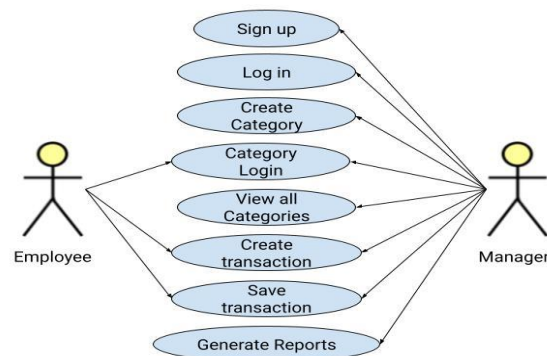 Sign up
Log in
Create
Category
Category
Login
View all
Categories
Create
transaction
Save
transaction
Generate Reports
Employee
Manager